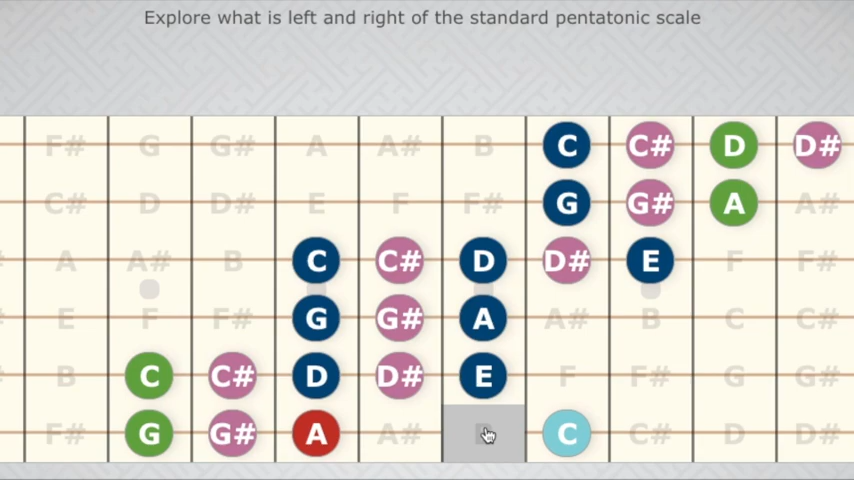 Explore what is left and right of the standard pentatonic scale
F# G G# A A# B C C# D D#
C# D D# E F F# G G# A A#
# A A# B C C# D D# E F F#
# E F F# G G# A A# B C C#
B C C# D D# E F F# G G#
F# G G# A A# C C# D D#